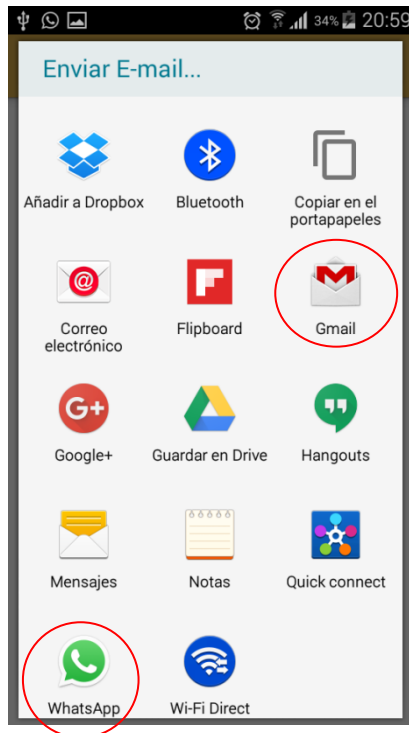 34% 20:59
Enviar E-mail...
Añadir a Dropbox
Bluetooth
Copiar en el
portapapeles
Correo
electrónico
Flipboard
Gmail
Google+
Guardar en Drive
Hangouts
Mensajes
Notas
Quick connect
WhatsApp
Wi-Fi Direct